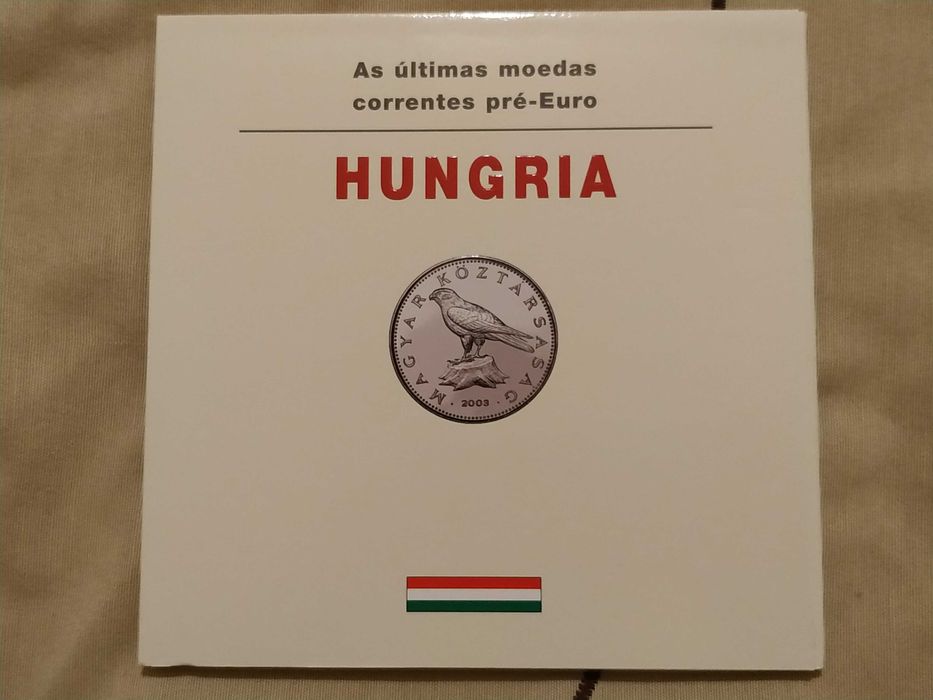 As últimas moedas
correntes pré-Euro
HUNGRIA
MAGYAR KÖZTÁRSASÁG
· 2003 ·